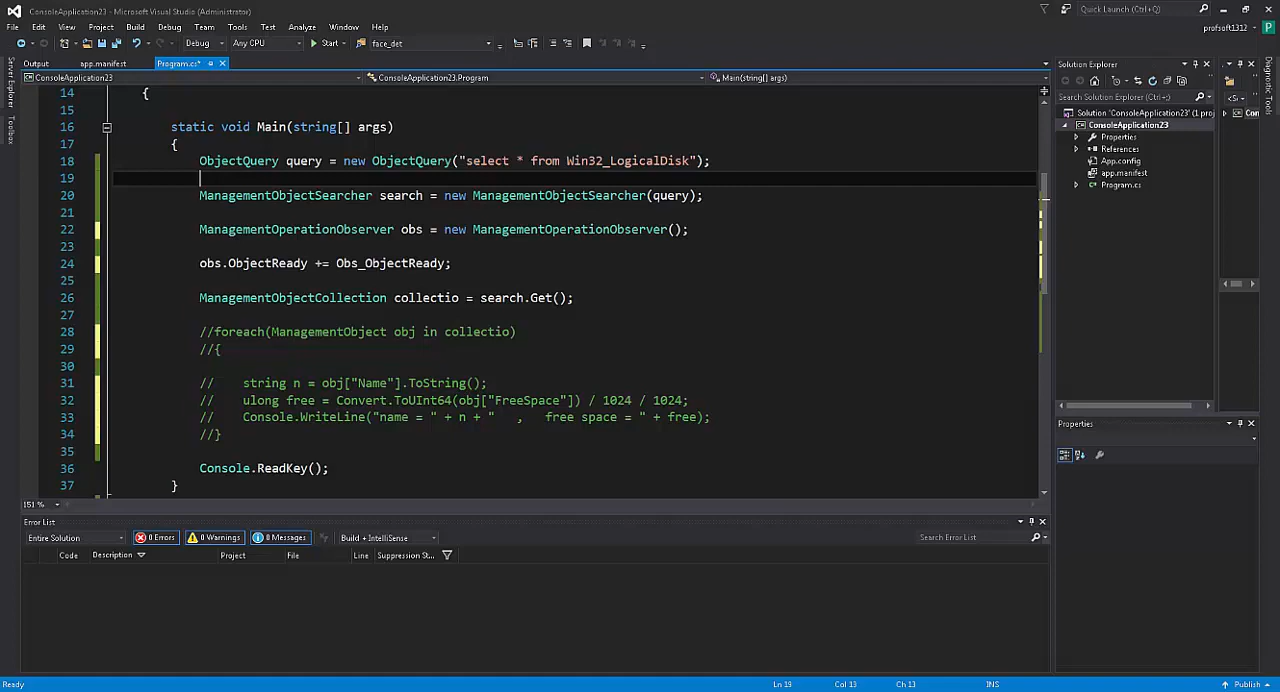 ConsoleApplication23 - Microsoft Visual Studio (Administrator)
Quick Launch (Ctrl+;)
File Edit View Project Build Debug Team Tools Test Analyze Window Help
profsoft1312 P
Debug Any CPU Start face_det
Server Explorer
Toolbox
Output app.manifest Program.cs*
ConsoleApplication23 ConsoleApplication23.Program Main(string[] args)
14 {
15
16 static void Main(string[] args)
17 {
18 ObjectQuery query = new ObjectQuery("select * from Win32_LogicalDisk");
19
20 ManagementObjectSearcher search = new ManagementObjectSearcher(query);
21
22 ManagementOperationObserver obs = new ManagementOperationObserver();
23
24 obs.ObjectReady += Obs_ObjectReady;
25
26 ManagementObjectCollection collectio = search.Get();
27
28 //foreach(ManagementObject obj in collectio)
29 //{
30
31 // string n = obj["Name"].ToString();
32 // ulong free = Convert.ToUInt64(obj["FreeSpace"]) / 1024 / 1024;
33 // Console.WriteLine("name = " + n + " , free space = " + free);
34 //}
35
36 Console.ReadKey();
37 }
151 %
Solution Explorer
Search Solution Explorer (Ctrl+;)
Solution 'ConsoleApplication23' (1 proj
ConsoleApplication23
Properties
References
App.config
app.manifest
Program.cs
<S
Con
Diagnostic Tools
Properties
Error List
Entire Solution 0 Errors 0 Warnings 0 Messages Build + IntelliSense Search Error List
Code Description Project File Line Suppression St...
Ready Ln 19 Col 13 Ch 13 INS Publish